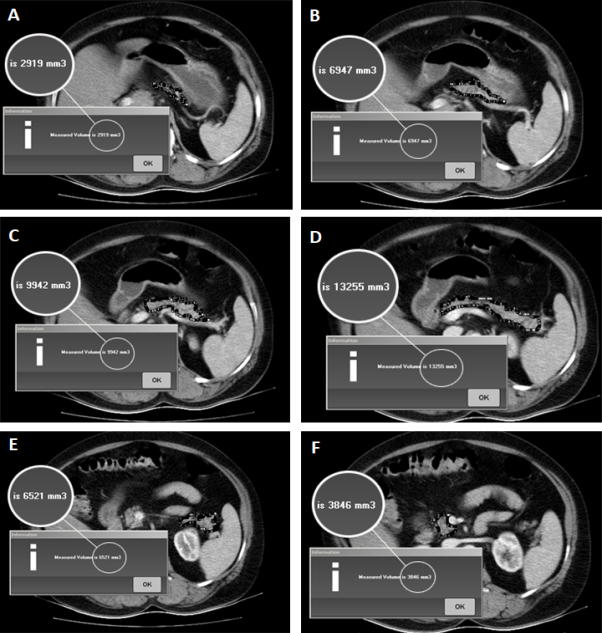 A
is 2919 mm3
Information
Measured Volume is 2919 mm3
OK
B
is 6947 mm3
Information
Measured Volume is 6947 mm3
OK
C
is 9942 mm3
Information
Measured Volume is 9942 mm3
OK
D
is 13255 mm3
Information
Measured Volume is 13255 mm3
OK
E
is 6521 mm3
Information
Measured Volume is 6521 mm3
OK
F
is 3846 mm3
Information
Measured Volume is 3846 mm3
OK